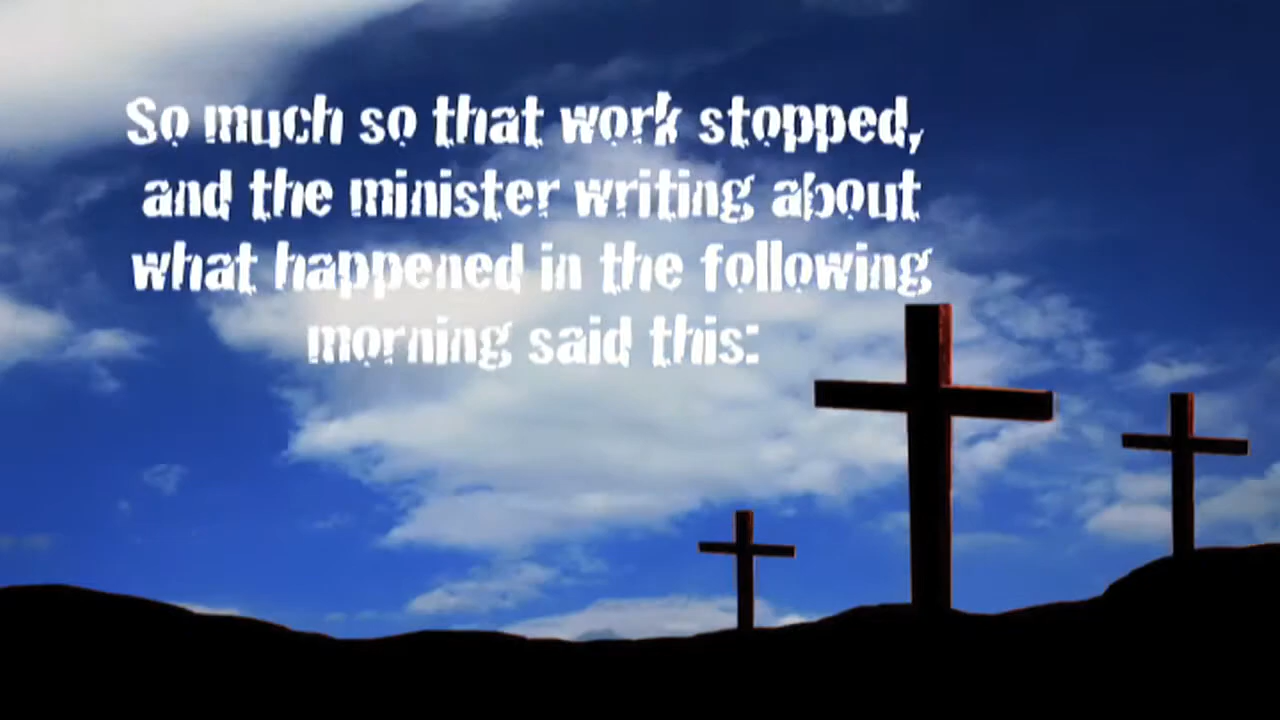 So much so that work stopped,
and the minister writing about
what happened in the following
morning said this: